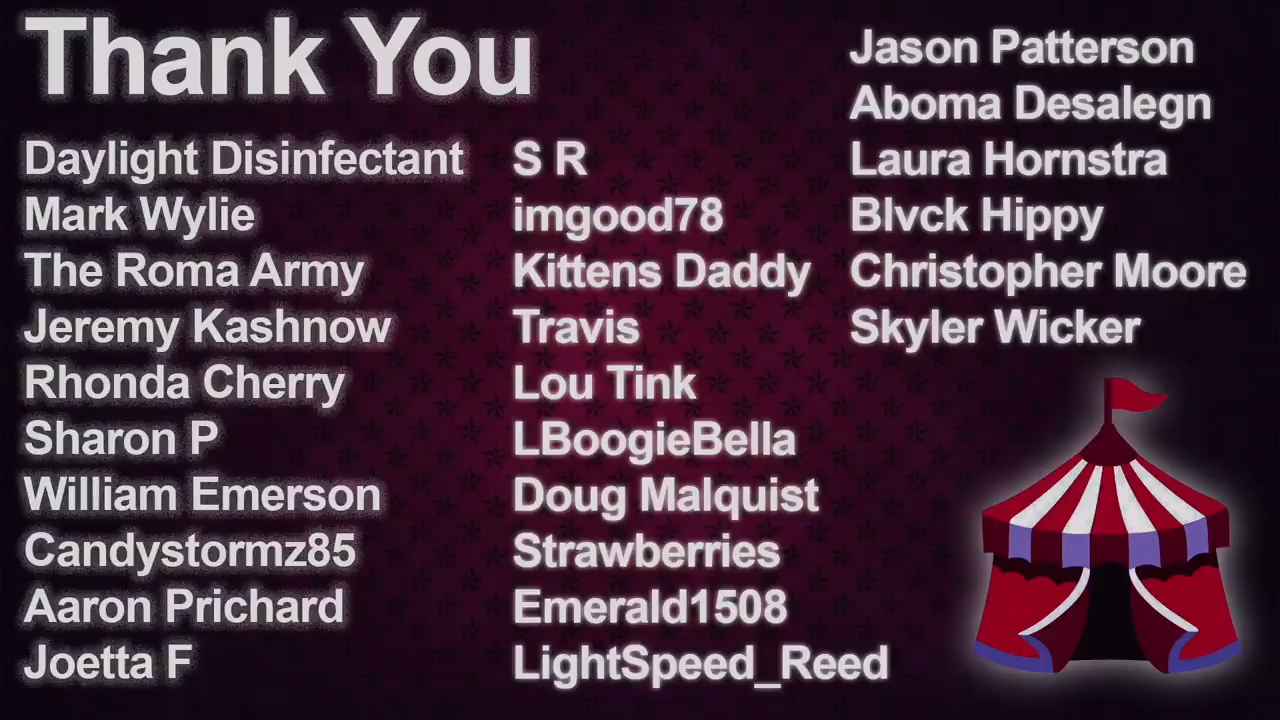 Thank You
Daylight Disinfectant
Mark Wylie
The Roma Army
Jeremy Kashnow
Rhonda Cherry
Sharon P
William Emerson
Candystormz85
Aaron Prichard
Joetta F
S R
imgood78
Kittens Daddy
Travis
Lou Tink
LBoogieBella
Doug Malquist
Strawberries
Emerald1508
LightSpeed_Reed
Jason Patterson
Aboma Desalegn
Laura Hornstra
Blvck Hippy
Christopher Moore
Skyler Wicker